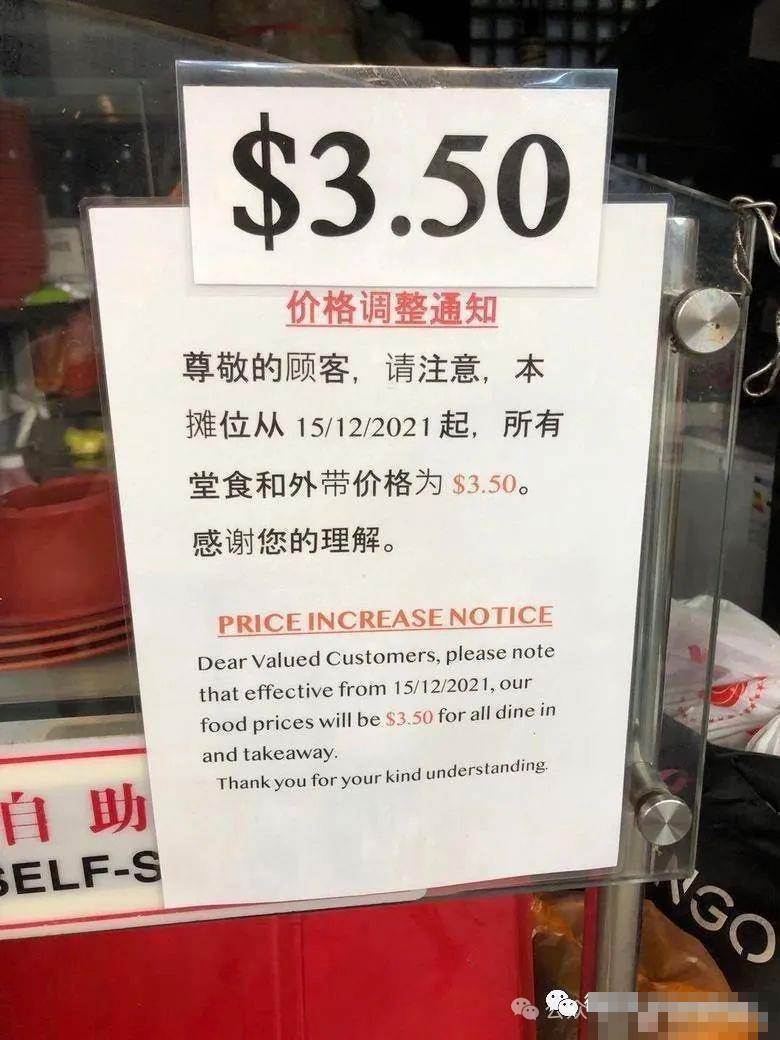 $3.50
价格调整通知
尊敬的顾客，请注意，本
摊位从 15/12/2021 起，所有
堂食和外带价格为 $3.50。
感谢您的理解。
PRICE INCREASE NOTICE
Dear Valued Customers, please note
that effective from 15/12/2021, our
food prices will be $3.50 for all dine in
and takeaway.
Thank you for your kind understanding.
自助
SELF-S
NGO